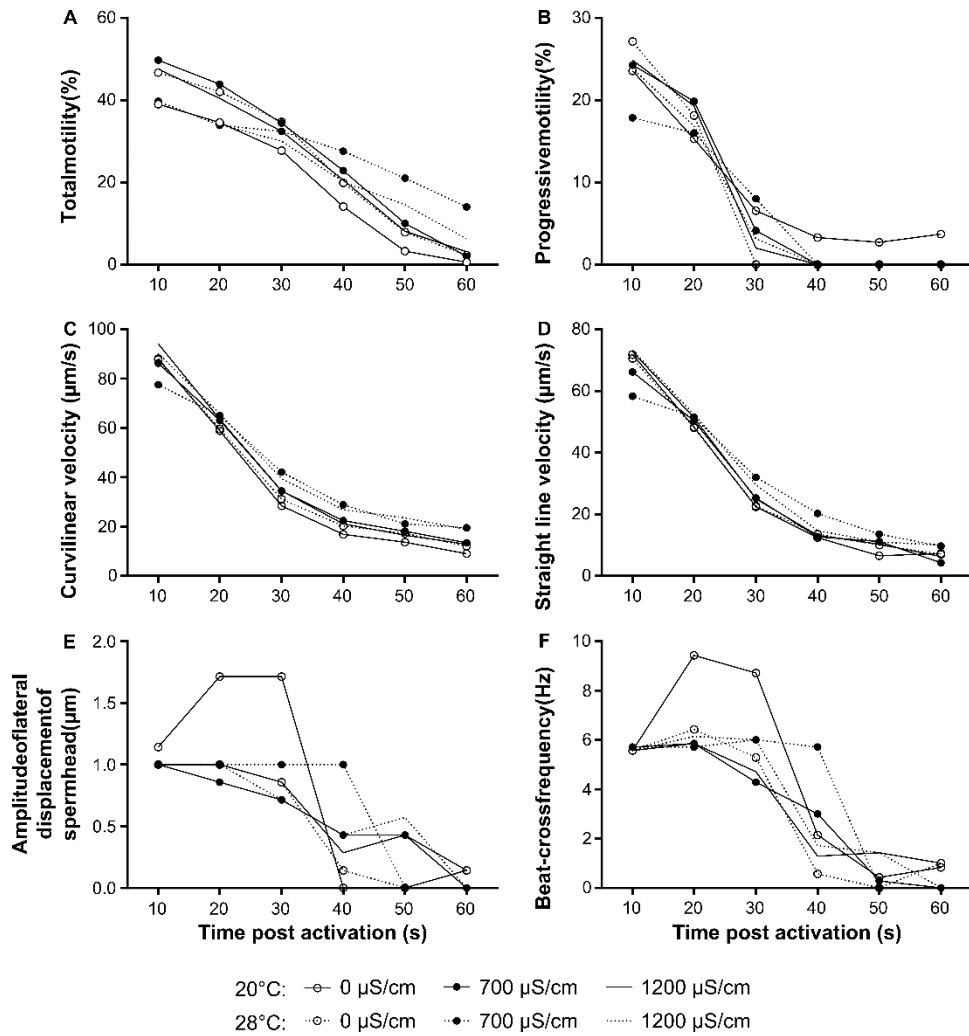 A
Totalmotility(%)
60
40
20
0
10 20 30 40 50 60
B
Progressivemotility(%)
30
20
10
0
10 20 30 40 50 60
C
Curvilinear velocity (µm/s)
100
80
60
40
20
0
10 20 30 40 50 60
D
Straight line velocity (µm/s)
80
60
40
20
0
10 20 30 40 50 60
E
Amplitudeoflateral
displacementof
spermhead(µm)
2.0
1.5
1.0
0.5
0.0
10 20 30 40 50 60
Time post activation (s)
F
Beat-crossfrequency(Hz)
10
8
6
4
2
0
10 20 30 40 50 60
Time post activation (s)
20°C: 0 µS/cm 700 µS/cm 1200 µS/cm
28°C: 0 µS/cm 700 µS/cm 1200 µS/cm